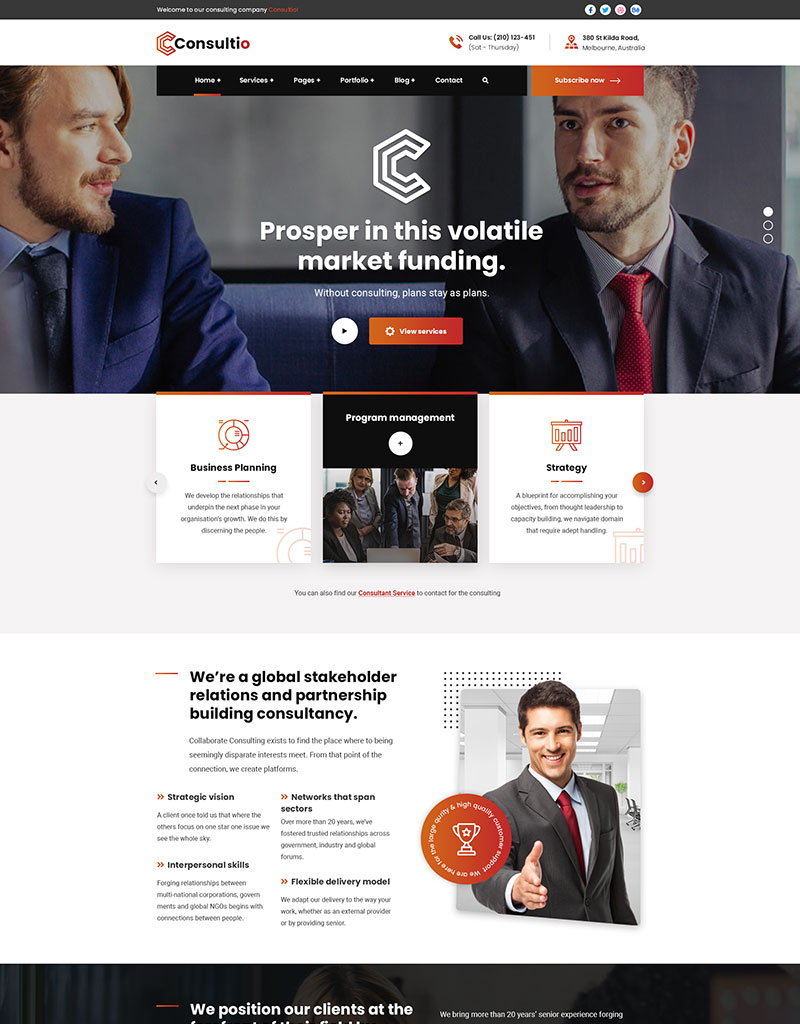 Welcome to our consulting company Consultio!
Consultio
Call Us: (210) 123-451
(Sat - Thursday)
380 St Kilda Road,
Melbourne, Australia
Home + Services + Pages + Portfolio + Blog + Contact
Subscribe now
Prosper in this volatile
market funding.
Without consulting, plans stay as plans.
View services
Business Planning
We develop the relationships that
underpin the next phase in your
organisation's growth. We do this by
discerning the people.
Program management
+
Strategy
A blueprint for accomplishing your
objectives, from thought leadership to
capacity building, we navigate domain
that require adept handling.
You can also find our Consultant Service to contact for the consulting
We’re a global stakeholder
relations and partnership
building consultancy.
Collaborate Consulting exists to find the place where to being
seemingly disparate interests meet. From that point of the
connection, we create platforms.
Strategic vision
A client once told us that where the
others focus on one star one issue we
see the whole sky.
Networks that span
sectors
Over more than 20 years, we've
fostered trusted relationships across
government, industry and global
forums.
Interpersonal skills
Forging relationships between
multi-national corporations, govern
ments and global NGOs begins with
connections between people.
Flexible delivery model
We adapt our delivery to the way your
work, whether as an external provider
or by providing senior.
We are here for the large qurity & high quality customer support
We position our clients at the
We bring more than 20 years’ senior experience forging